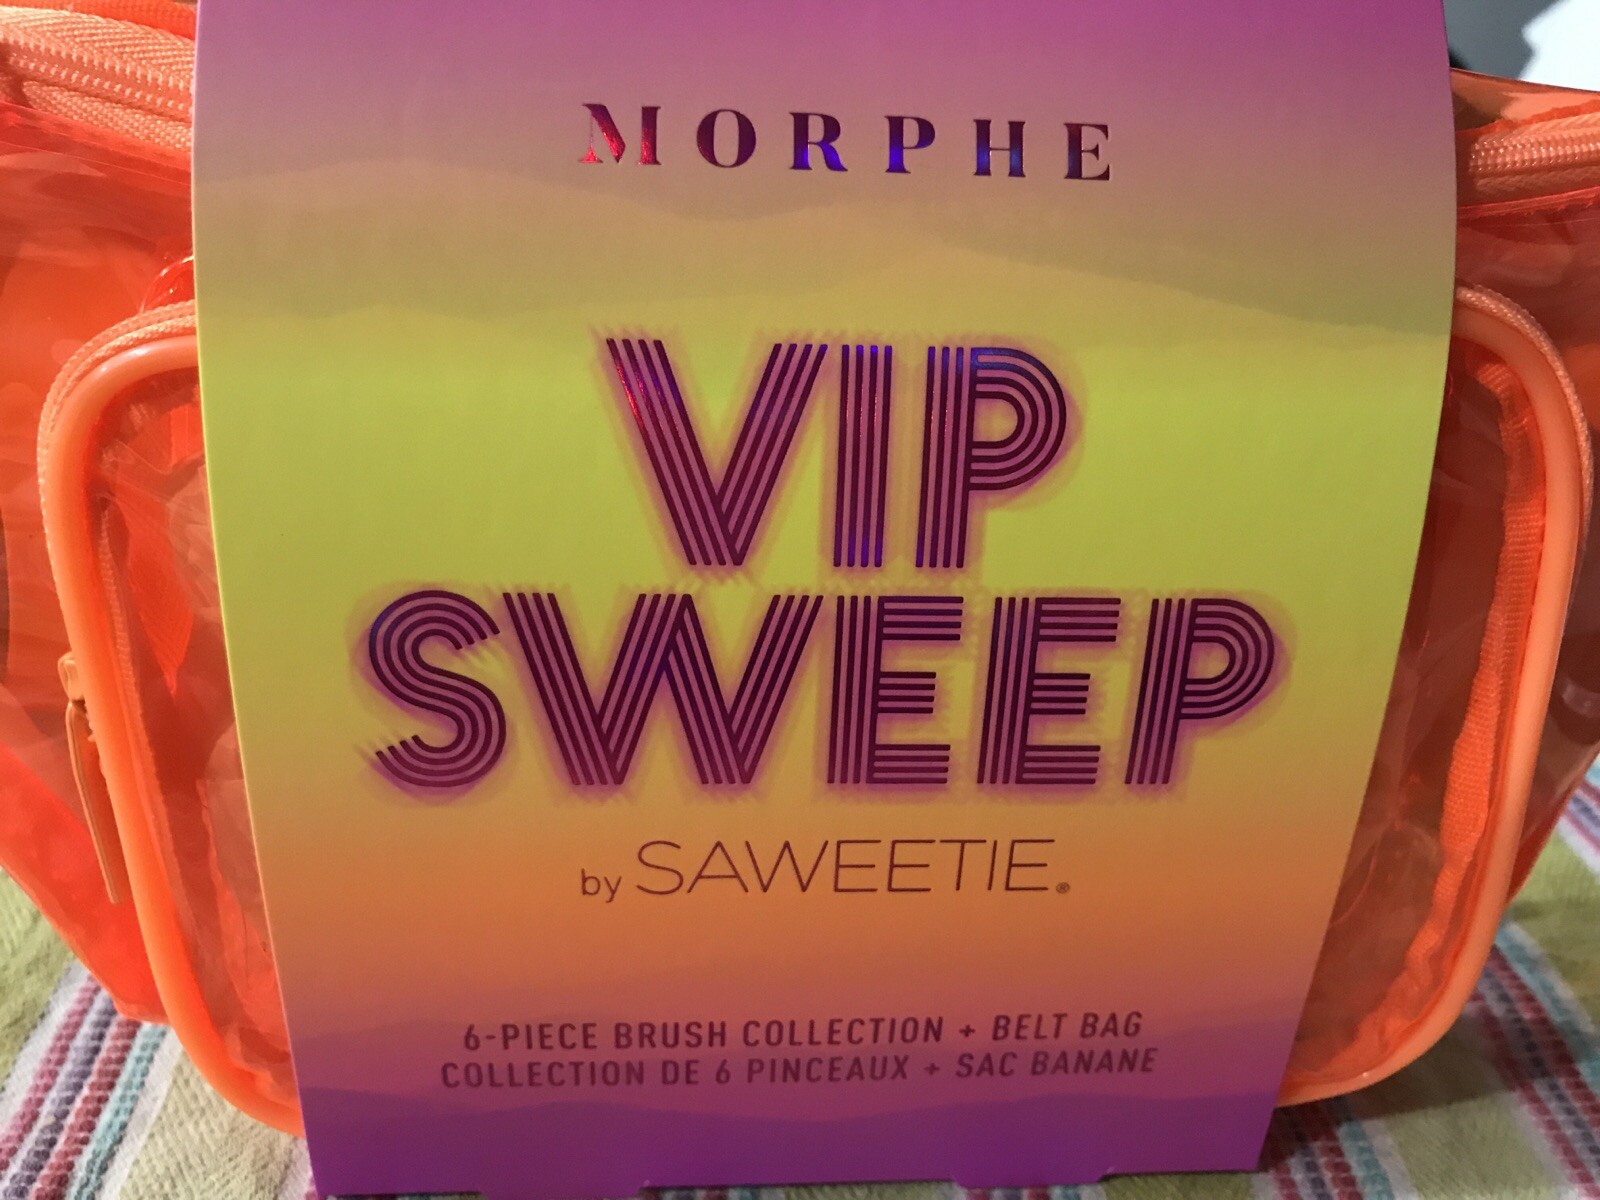 MORPHE
VIP
SWEEP
by SAWEETIE®
6-PIECE BRUSH COLLECTION + BELT BAG
COLLECTION DE 6 PINCEAUX + SAC BANANE